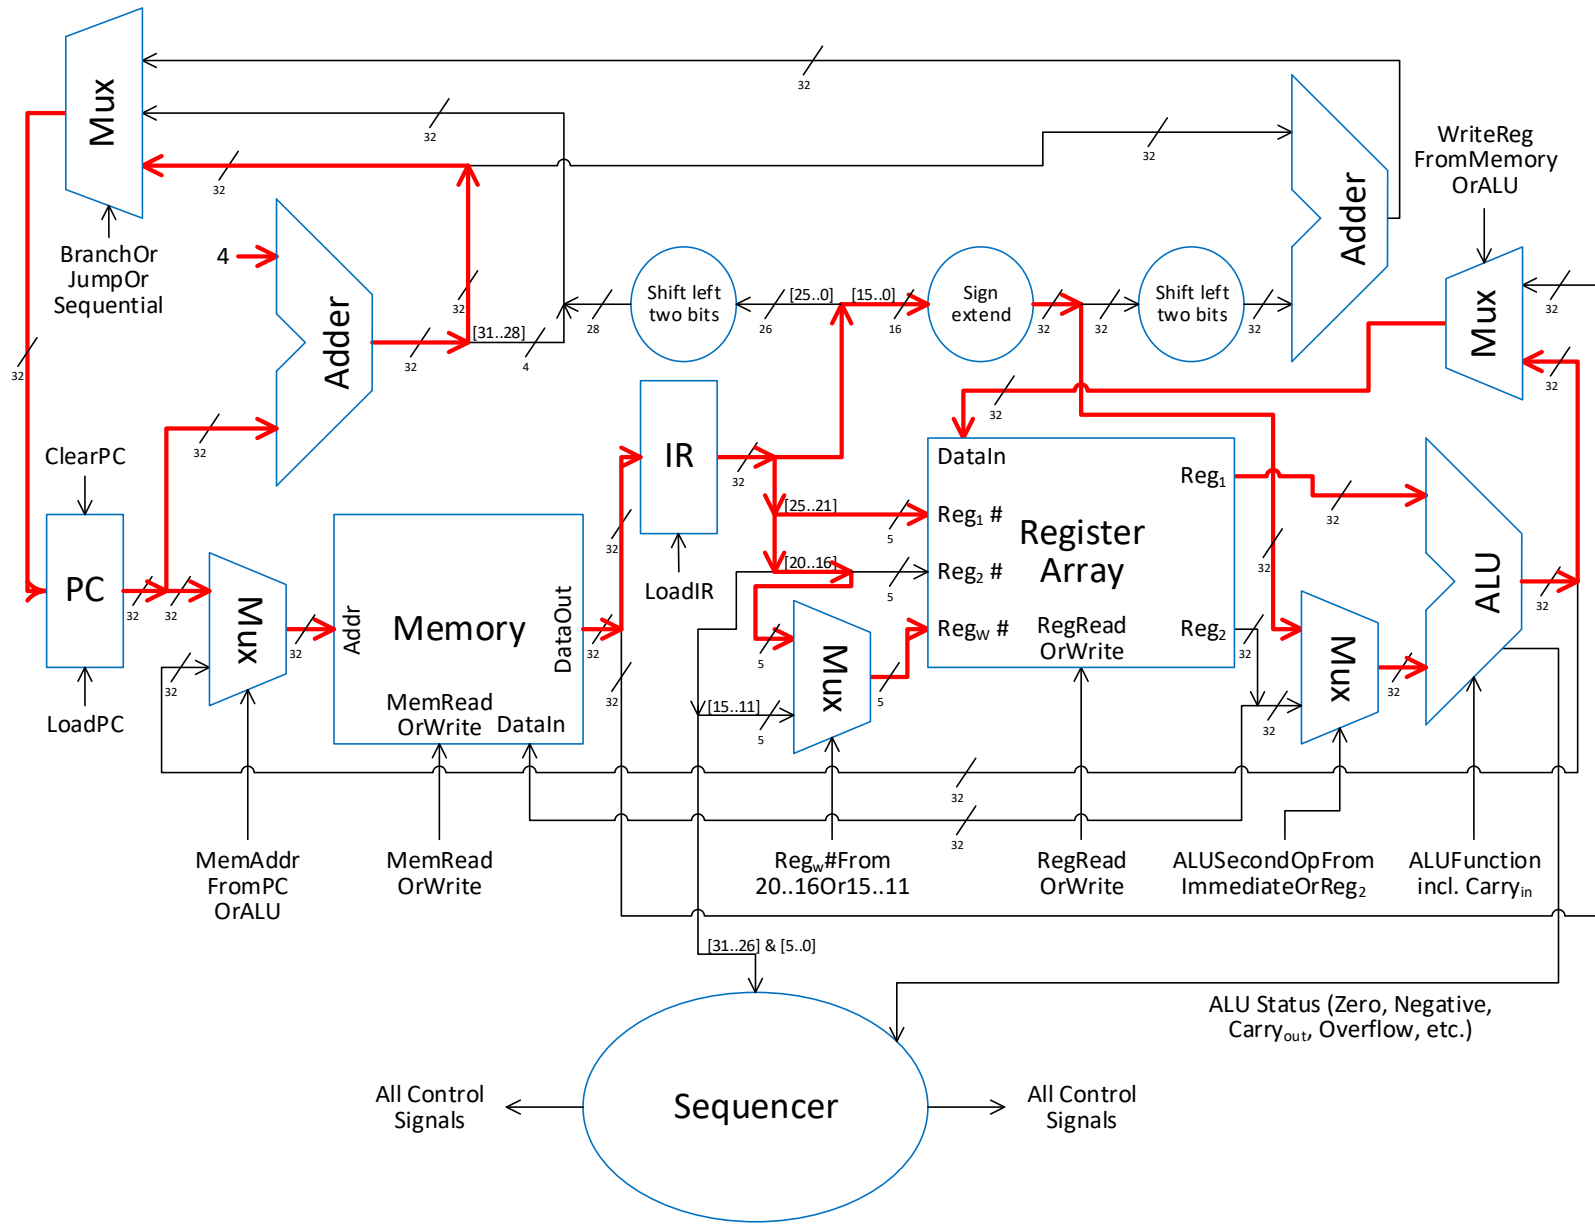 32
Mux
32
32
32
BranchOr
JumpOr
Sequential
4
Adder
32
32
[31..28]
4
28
Shift left
two bits
26
[25..0]
[15..0]
16
Sign
extend
32
32
Shift left
two bits
32
Adder
WriteReg
FromMemory
OrALU
Mux
32
32
32
32
32
ClearPC
PC
LoadPC
32
32
32
Mux
32
32
Addr
Memory
DataOut
MemRead
OrWrite
DataIn
32
32
32
IR
LoadIR
32
[25..21]
5
[20..16]
5
5
Mux
5
[15..11]
5
DataIn
Reg1 #
Reg2 #
RegW #
Register
Array
RegRead
OrWrite
Reg1
Reg2
32
32
32
32
Mux
32
ALU
32
32
32
MemAddr
FromPC
OrALU
MemRead
OrWrite
Regw#From
20..16Or15..11
RegRead
OrWrite
ALUSecondOpFrom
ImmediateOrReg2
ALUFunction
incl. Carryin
[31..26] & [5..0]
ALU Status (Zero, Negative,
Carryout, Overflow, etc.)
Sequencer
All Control
Signals
All Control
Signals